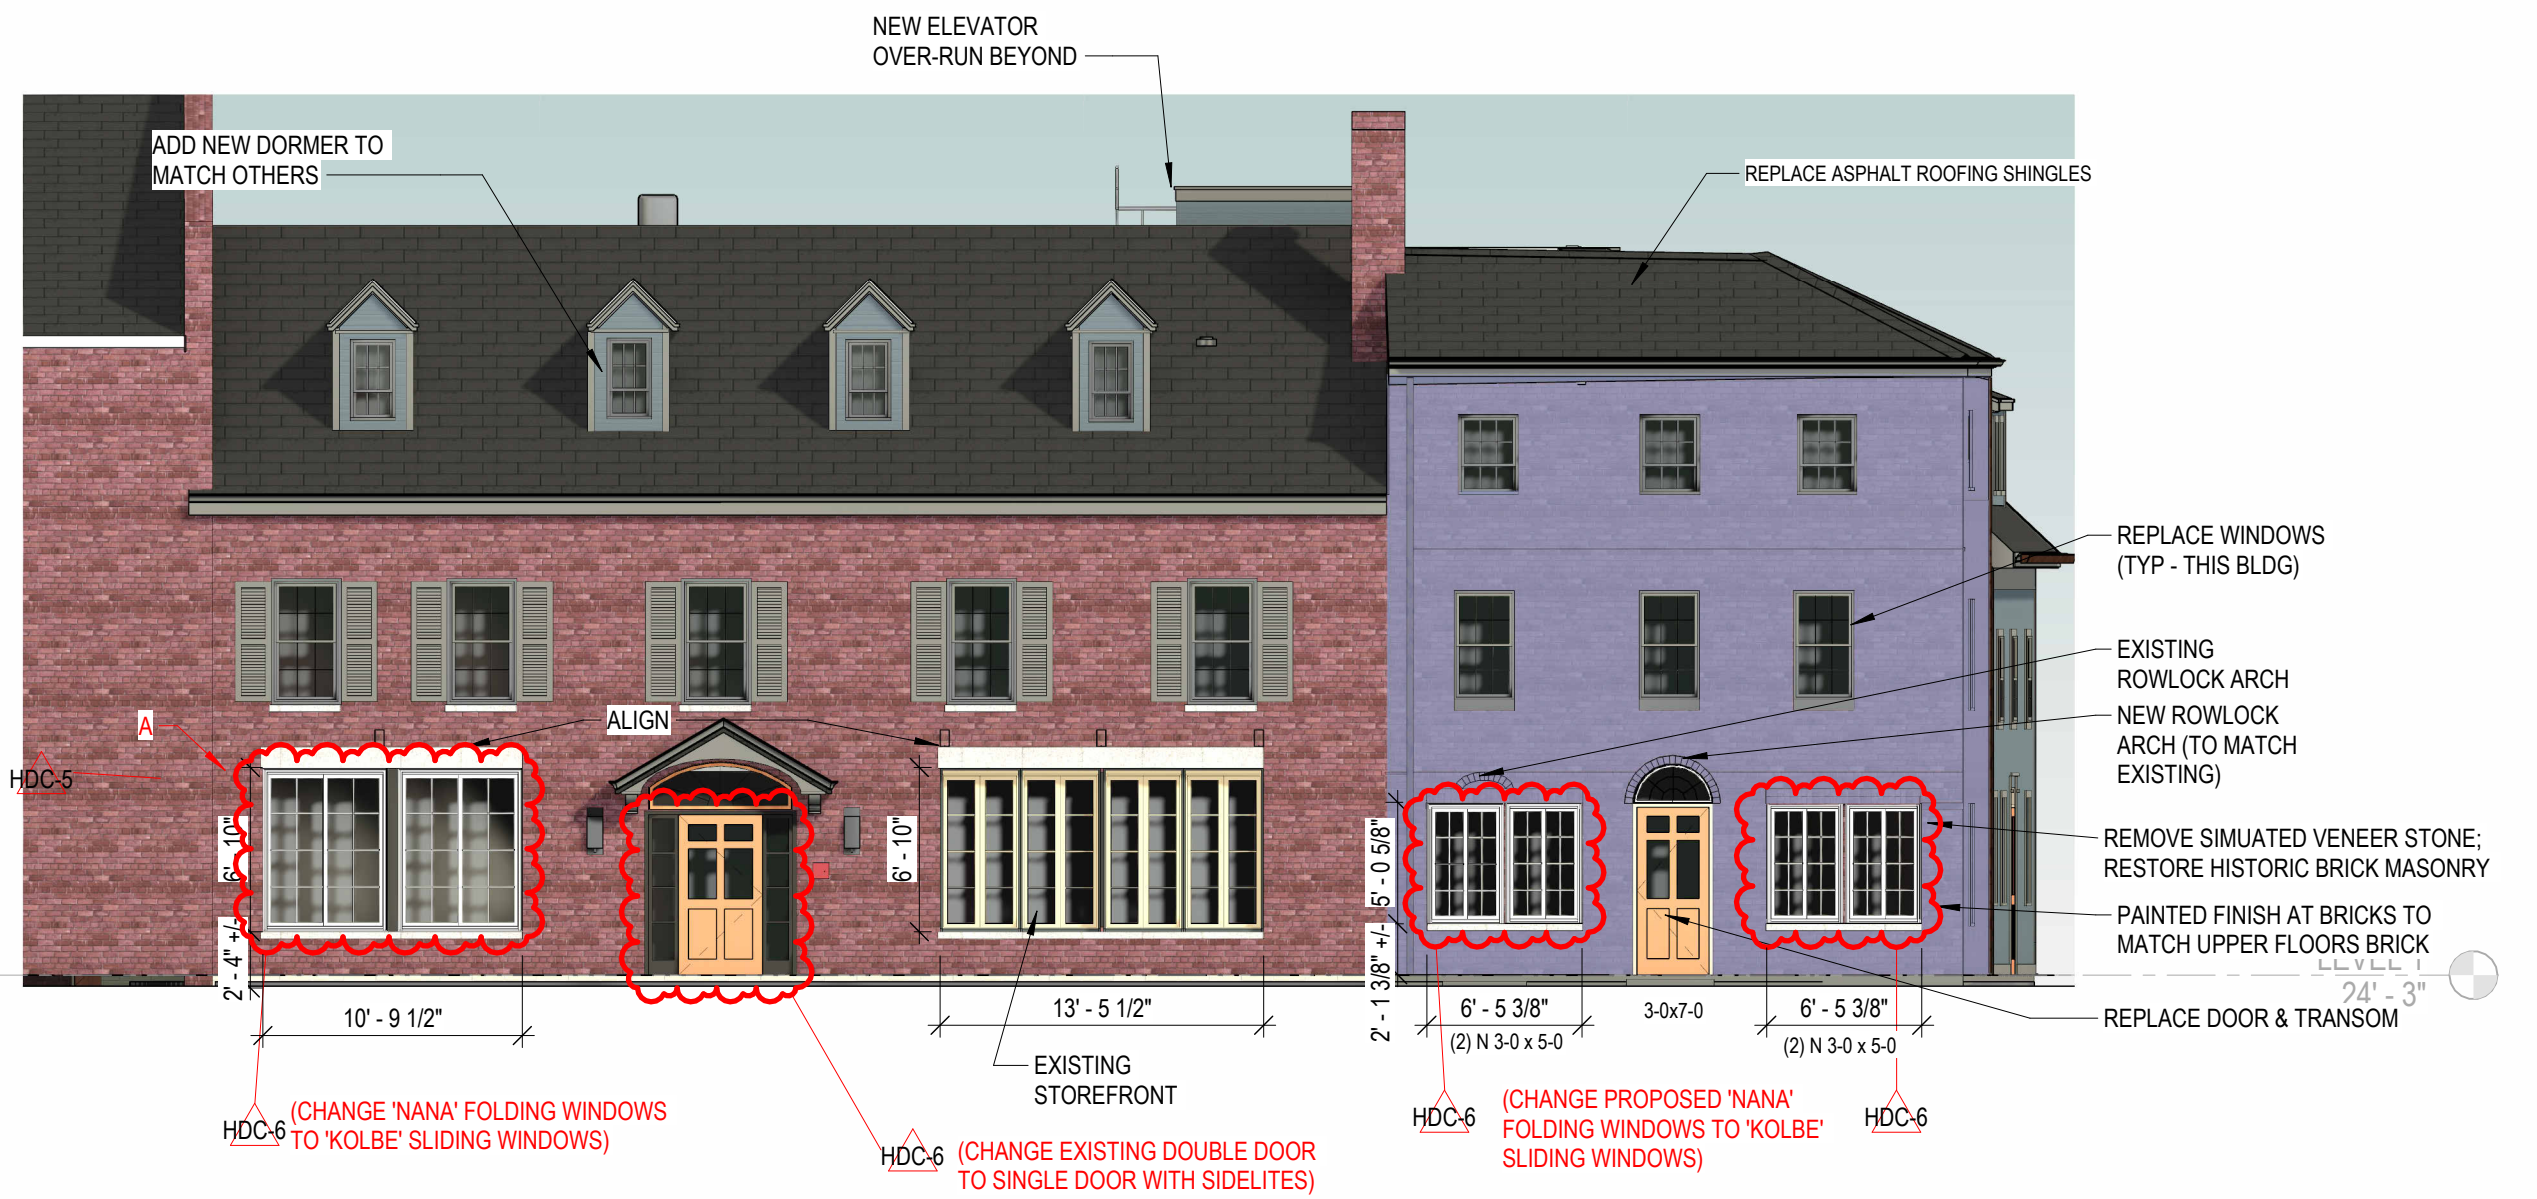 NEW ELEVATOR
OVER-RUN BEYOND
ADD NEW DORMER TO
MATCH OTHERS
REPLACE ASPHALT ROOFING SHINGLES
REPLACE WINDOWS
(TYP - THIS BLDG)
EXISTING
ROWLOCK ARCH
NEW ROWLOCK
ARCH (TO MATCH
EXISTING)
ALIGN
A
HDC-5
6' - 10"
2' - 4" +/-
6' - 10"
5' - 0 5/8"
2' - 1 3/8" +/-
REMOVE SIMUATED VENEER STONE;
RESTORE HISTORIC BRICK MASONRY
PAINTED FINISH AT BRICKS TO
MATCH UPPER FLOORS BRICK
LEVEL 1
24' - 3"
REPLACE DOOR & TRANSOM
10' - 9 1/2"
13' - 5 1/2"
6' - 5 3/8"
(2) N 3-0 x 5-0
3-0x7-0
6' - 5 3/8"
(2) N 3-0 x 5-0
EXISTING
STOREFRONT
HDC-6
(CHANGE 'NANA' FOLDING WINDOWS
TO 'KOLBE' SLIDING WINDOWS)
HDC-6
(CHANGE EXISTING DOUBLE DOOR
TO SINGLE DOOR WITH SIDELITES)
HDC-6
(CHANGE PROPOSED 'NANA'
FOLDING WINDOWS TO 'KOLBE'
SLIDING WINDOWS)
HDC-6